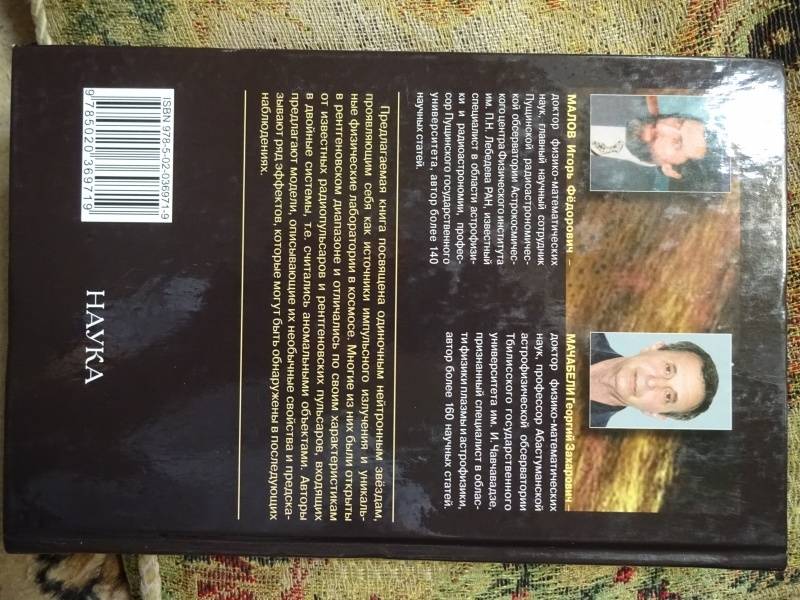 МАЛОВ Игорь Фёдорович –
доктор физико-математических
наук, главный научный сотрудник
Пущинской радиоастрономичес-
кой обсерватории Астрокосмичес-
кого центра Физического института
им. П.Н. Лебедева РАН, известный
специалист в области астрофизи-
ки и радиоастрономии, профес-
сор Пущинского государственного
университета, автор более 140
научных статей.
МАЧАБЕЛИ Георгий Захарович –
доктор физико-математических
наук, профессор Абастуманской
астрофизической обсерватории
Тбилисского государственного
университета им. И. Чавчавадзе,
признанный специалист в облас-
ти физики плазмы и астрофизики,
автор более 160 научных статей.
Предлагаемая книга посвящена одиночным нейтронным звёздам,
проявляющим себя как источники импульсного излучения и уникаль-
ные физические лаборатории в космосе. Многие из них были открыты
в рентгеновском диапазоне и отличались по своим характеристикам
от известных радиопульсаров и рентгеновских пульсаров, входящих
в двойные системы, т.е. считались аномальными объектами. Авторы
предлагают модели, описывающие их необычные свойства и предска-
зывают ряд эффектов, которые могут быть обнаружены в последующих
наблюдениях.
ISBN 978-5-02-036971-9
9785020369719
НАУКА